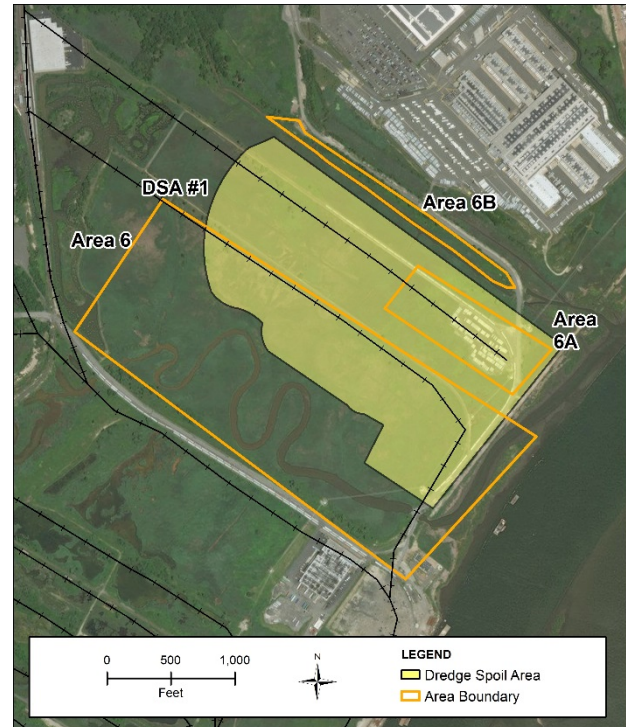 DSA #1
Area 6B
Area 6
Area
6A
0 500 1,000
Feet
N
LEGEND
Dredge Spoil Area
Area Boundary